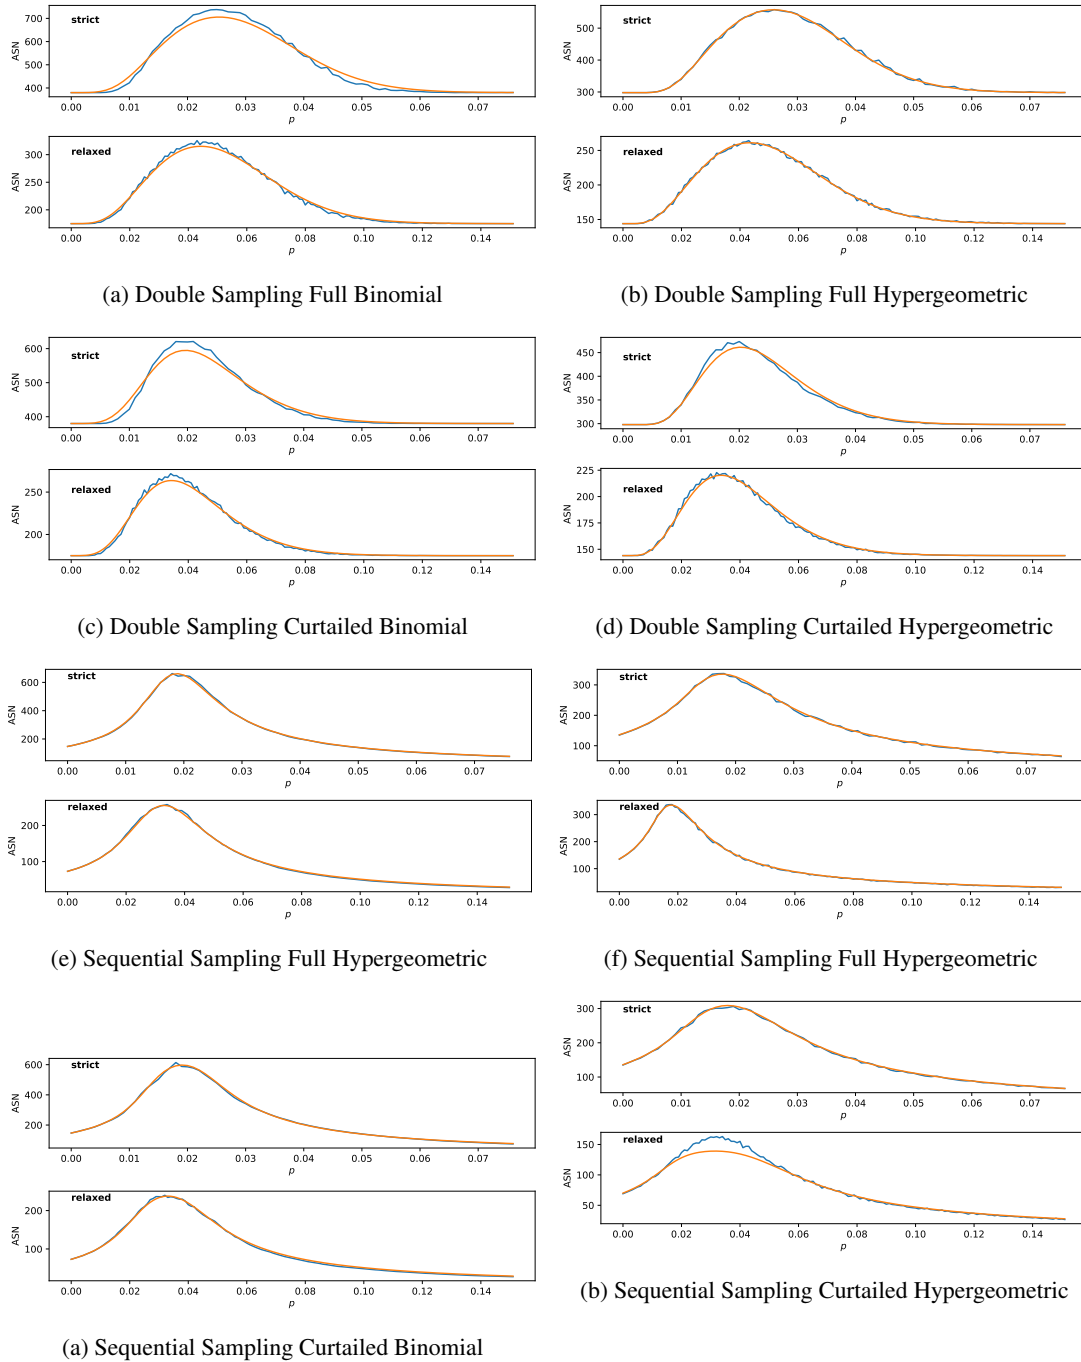 strict
ASN
700
600
500
400
0.00 0.01 0.02 0.03 0.04 0.05 0.06 0.07
p
relaxed
ASN
300
250
200
0.00 0.02 0.04 0.06 0.08 0.10 0.12 0.14
p
(a) Double Sampling Full Binomial
strict
ASN
500
400
300
0.00 0.01 0.02 0.03 0.04 0.05 0.06 0.07
p
relaxed
ASN
250
200
150
0.00 0.02 0.04 0.06 0.08 0.10 0.12 0.14
p
(b) Double Sampling Full Hypergeometric
strict
ASN
600
500
400
0.00 0.01 0.02 0.03 0.04 0.05 0.06 0.07
p
relaxed
ASN
250
200
0.00 0.02 0.04 0.06 0.08 0.10 0.12 0.14
p
(c) Double Sampling Curtailed Binomial
strict
ASN
450
400
350
300
0.00 0.01 0.02 0.03 0.04 0.05 0.06 0.07
p
relaxed
ASN
225
200
175
150
0.00 0.02 0.04 0.06 0.08 0.10 0.12 0.14
p
(d) Double Sampling Curtailed Hypergeometric
strict
ASN
600
400
200
0.00 0.01 0.02 0.03 0.04 0.05 0.06 0.07
p
relaxed
ASN
200
100
0.00 0.02 0.04 0.06 0.08 0.10 0.12 0.14
p
(e) Sequential Sampling Full Hypergeometric
strict
ASN
300
200
100
0.00 0.01 0.02 0.03 0.04 0.05 0.06 0.07
p
relaxed
ASN
300
200
100
0.00 0.02 0.04 0.06 0.08 0.10 0.12 0.14
p
(f) Sequential Sampling Full Hypergeometric
strict
ASN
600
400
200
0.00 0.01 0.02 0.03 0.04 0.05 0.06 0.07
p
relaxed
ASN
200
100
0.00 0.02 0.04 0.06 0.08 0.10 0.12 0.14
p
(a) Sequential Sampling Curtailed Binomial
strict
ASN
300
200
100
0.00 0.01 0.02 0.03 0.04 0.05 0.06 0.07
p
relaxed
ASN
150
100
50
0.00 0.02 0.04 0.06 0.08 0.10 0.12 0.14
p
(b) Sequential Sampling Curtailed Hypergeometric